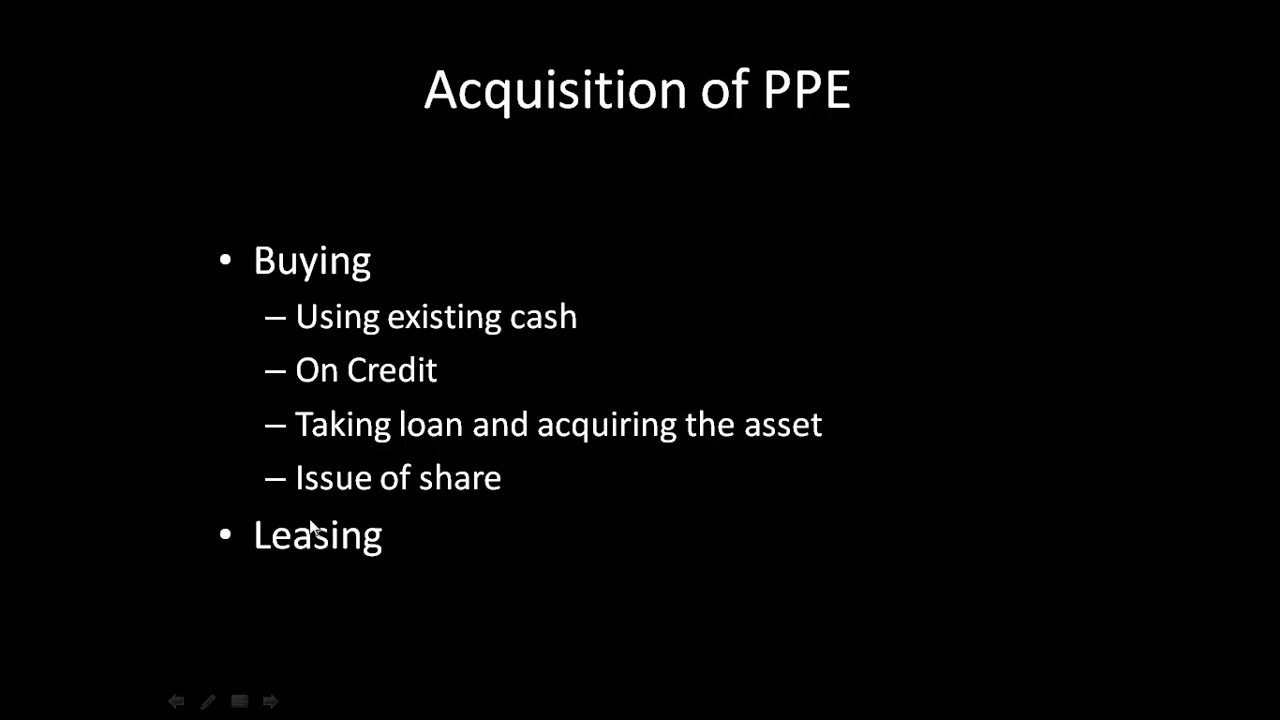 Acquisition of PPE
• Buying
– Using existing cash
– On Credit
– Taking loan and acquiring the asset
– Issue of share
• Leasing